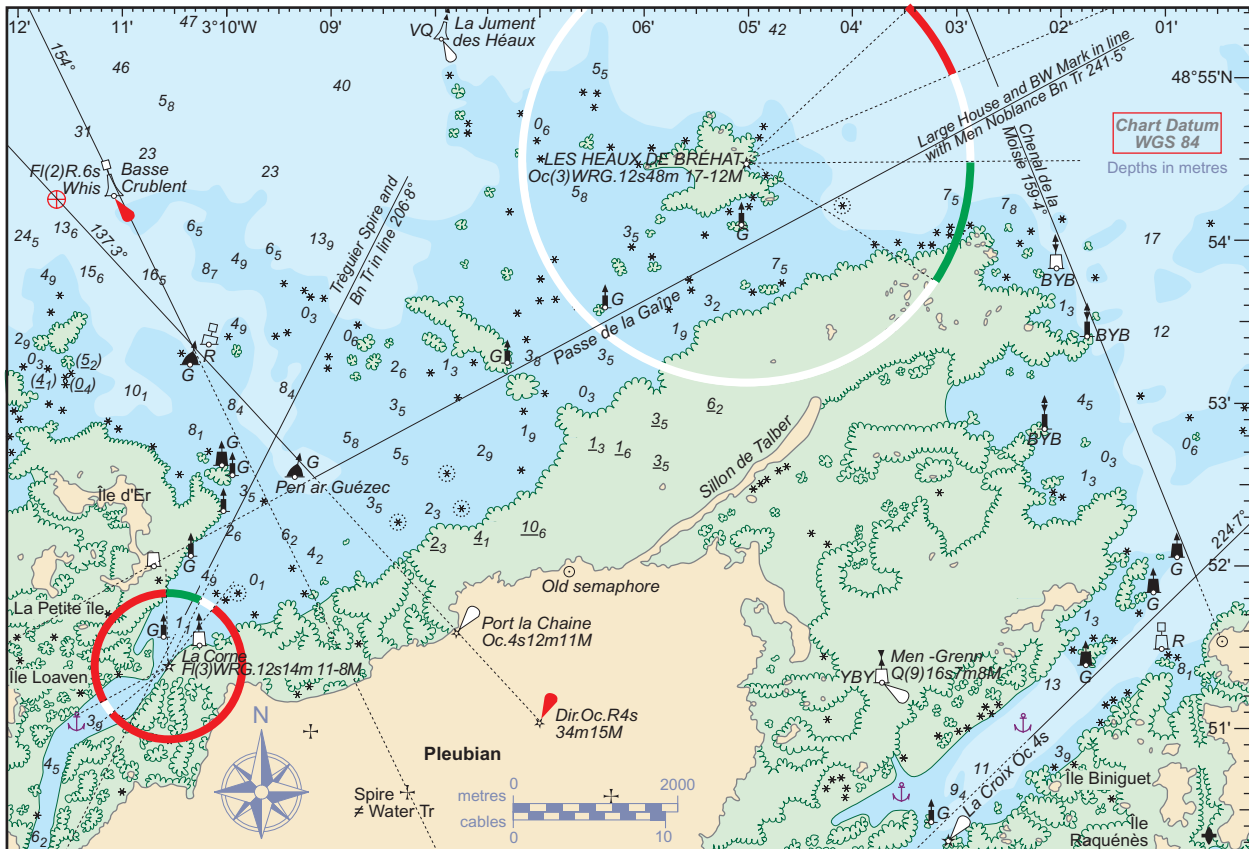 12'
47
11'
3°10'W
09'
06'
05'
42
04'
03'
02'
01'
154°
46
VQ
La Jument
des Héaux
5₅
48°55'N
40
5₈
31
0₆
Large House and BW Mark in line
with Men Noblance Bn Tr 241·5°
Chenal de la
Moisie 159·4°
Chart Datum
WGS 84
Depths in metres
23
Fl(2)R.6s
Whis
Basse
Crublent
23
LES HEAUX DE BRÉHAT
Oc(3)WRG.12s48m 17-12M
5₈
7₅
7₈
G
24₅
13₆
137·3°
6₅
13₉
6₅
Tréguier Spire and
Bn Tr in line 206·8°
3₅
17
54'
4₉
15₆
16₅
8₇
4₉
7₅
BYB
G
3₂
1₃
0₃
4₉
Passe de la Gaîne
1₉
BYB
12
2₉
0₆
R
G
G
3₈
3₅
0₃
(5₂)
(4₁)
(0₄)
10₁
2₆
1₃
8₄
0₃
8₄
3₅
6₂
3₅
4₅
53'
8₁
G
5₈
1₉
BYB
0₆
5₅
2₉
1₃
1₆
3₅
0₃
G
Pen ar Guézec
Sillon de Talber
1₃
Île d'Er
3₅
3₅
2₃
2₆
6₂
4₂
2₃
4₁
10₆
224·7°
G
4₉
0₁
Old semaphore
G
52'
La Petite île
G
1₁
Port la Chaine
Oc.4s12m11M
G
1₃
R
La Corne
Fl(3)WRG.12s14m 11-8M
Île Loaven
Men -Grenn
Q(9)16s7m8M
YBY
G
8₁
13
3₉
Dir.Oc.R4s
34m15M
51'
N
Pleubian
3₉
4₅
0
2000
metres
cables
0
10
Spire
≠ Water Tr
11
9₄
La Croix Oc.4s
Île Biniguet
G
Île
Raquénès
6₂